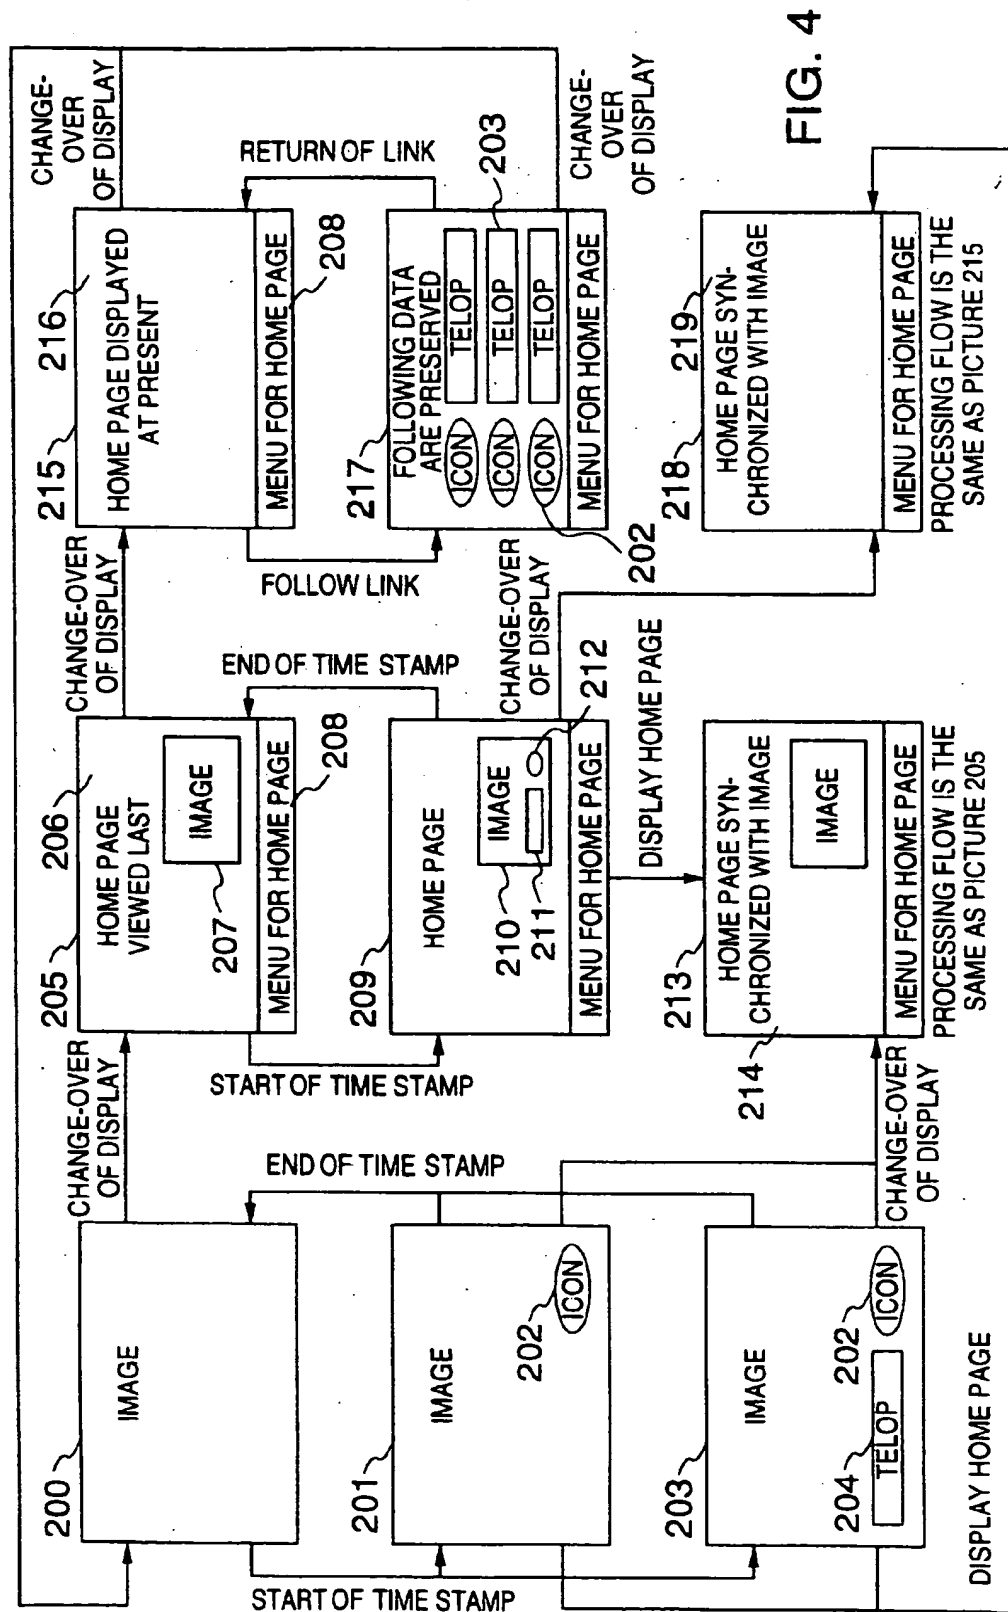 FIG. 4
200
IMAGE
CHANGE-OVER
OF DISPLAY
205
206
HOME PAGE
VIEWED LAST
IMAGE
207
MENU FOR HOME PAGE
208
CHANGE-OVER
OF DISPLAY
215
216
HOME PAGE DISPLAYED
AT PRESENT
MENU FOR HOME PAGE
208
CHANGE-
OVER
OF DISPLAY
END OF TIME STAMP
START OF TIME STAMP
END OF TIME STAMP
FOLLOW LINK
RETURN OF LINK
201
IMAGE
202
ICON
209
HOME PAGE
IMAGE
210
211
212
MENU FOR HOME PAGE
CHANGE-OVER
OF DISPLAY
217
FOLLOWING DATA
ARE PRESERVED
ICON
TELOP
ICON
TELOP
ICON
TELOP
203
202
MENU FOR HOME PAGE
CHANGE-
OVER
OF DISPLAY
START OF TIME STAMP
DISPLAY HOME PAGE
203
IMAGE
204
TELOP
202
ICON
CHANGE-OVER
OF DISPLAY
213
214
HOME PAGE SYN-
CHRONIZED WITH IMAGE
IMAGE
MENU FOR HOME PAGE
PROCESSING FLOW IS THE
SAME AS PICTURE 205
218
219
HOME PAGE SYN-
CHRONIZED WITH IMAGE
MENU FOR HOME PAGE
PROCESSING FLOW IS THE
SAME AS PICTURE 215
DISPLAY HOME PAGE